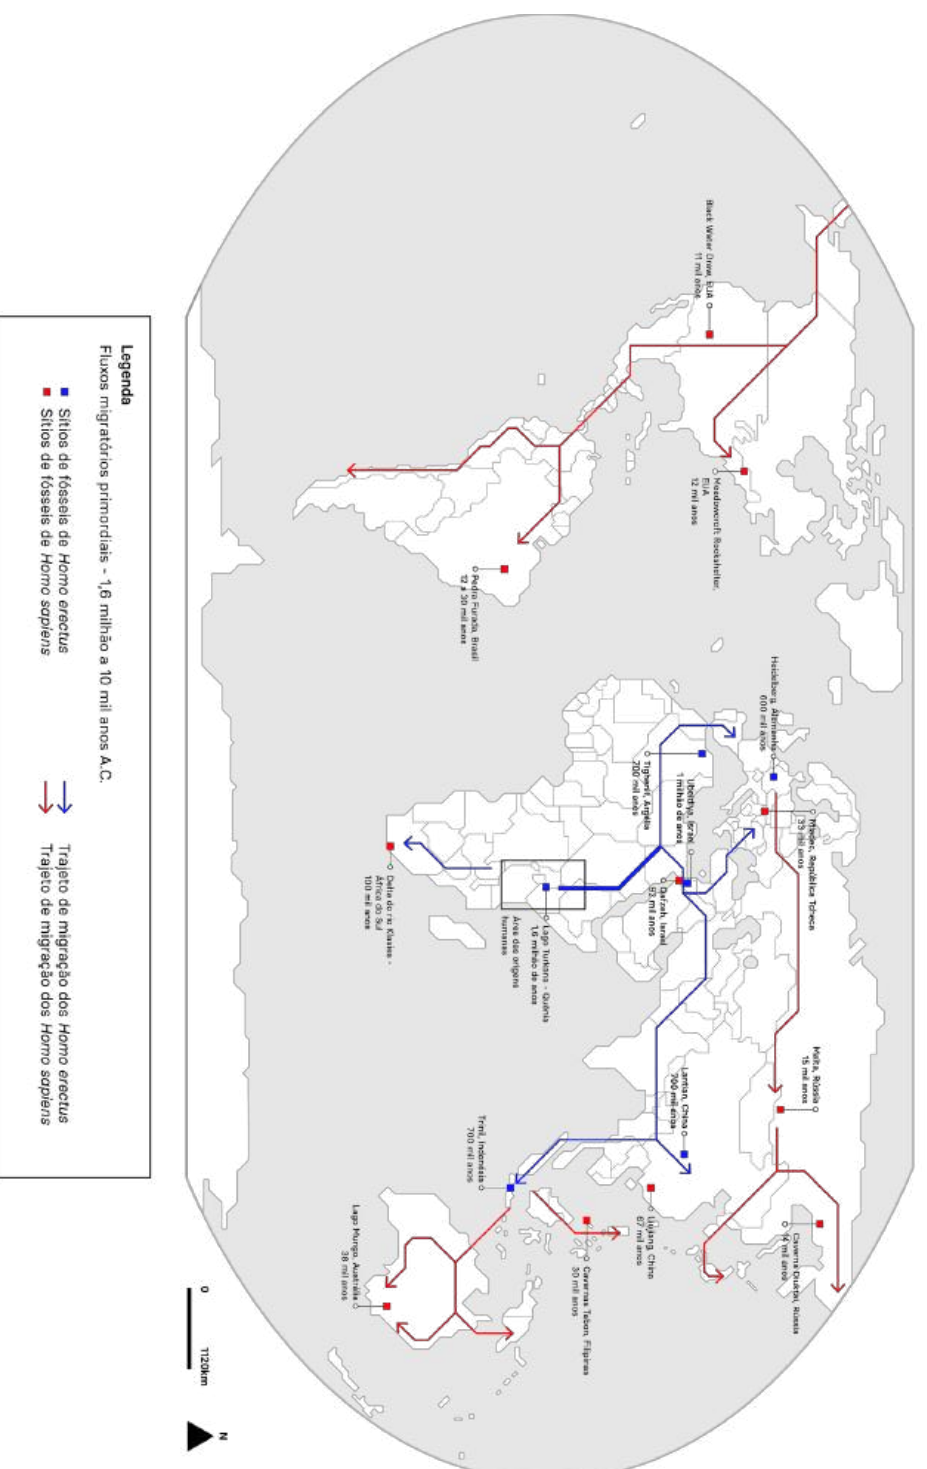 Black Water Draw, EUA
11 mil anos
Meadowcroft Rockshelter,
EUA
12 mil anos
Pedra Furada, Brasil
12 a 30 mil anos
Heidelberg, Alemanha
600 mil anos
Mladec, República Tcheca
33 mil anos
Tighenif, Argélia
700 mil anos
Ubeidiya, Israel
1 milhão de anos
Qafzeh, Israel
92 mil anos
Lago Turkana - Quênia
1,6 milhão de anos
Área das origens
humanas
Delta do rio Klasies -
África do Sul
100 mil anos
Malta, Rússia
15 mil anos
Lantian, China
700 mil anos
Caverna Diuktai, Rússia
14 mil anos
Liujiang, China
67 mil anos
Trinil, Indonésia
700 mil anos
Cavernas Tabon, Filipinas
30 mil anos
Lago Mungo, Austrália
38 mil anos
0 1120km
N
Legenda
Fluxos migratórios primordiais - 1,6 milhão a 10 mil anos A.C.
Sítios de fósseis de Homo erectus
Sítios de fósseis de Homo sapiens
Trajeto de migração dos Homo erectus
Trajeto de migração dos Homo sapiens